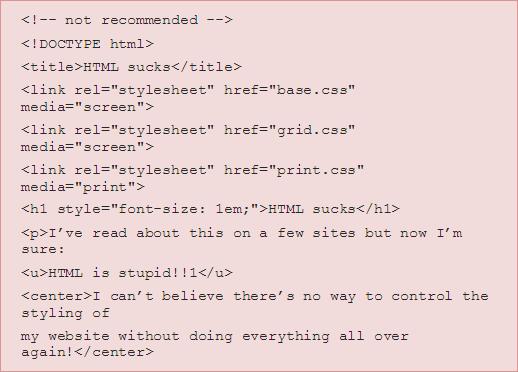 <!-- not recommended -->
<!DOCTYPE html>
<title>HTML sucks</title>
<link rel="stylesheet" href="base.css"
media="screen">
<link rel="stylesheet" href="grid.css"
media="screen">
<link rel="stylesheet" href="print.css"
media="print">
<h1 style="font-size: 1em;">HTML sucks</h1>
<p>I’ve read about this on a few sites but now I’m
sure:
<u>HTML is stupid!!1</u>
<center>I can’t believe there’s no way to control the
styling of
my website without doing everything all over
again!</center>